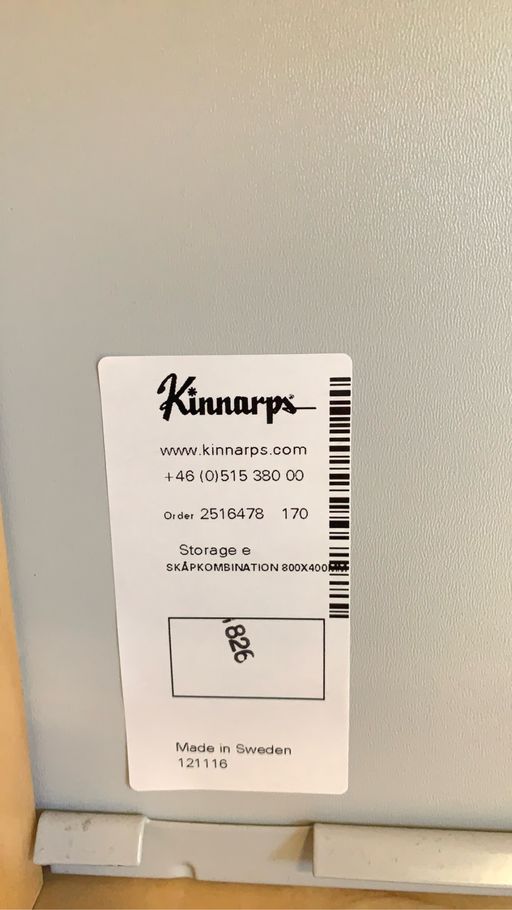 Kinnarps
www.kinnarps.com
+46 (0)515 380 00
Order 2516478 170
Storage e
SKÅPKOMBINATION 800X400MM
826
Made in Sweden
121116